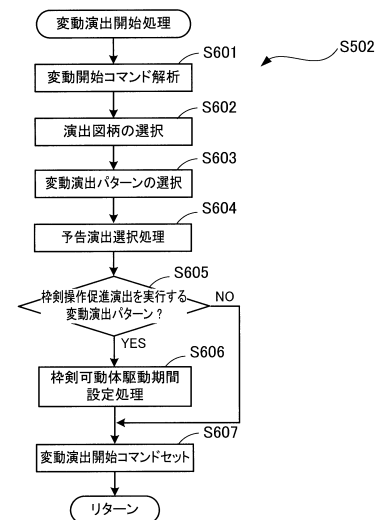 変動演出開始処理
S502
S601
変動開始コマンド解析
S602
演出図柄の選択
S603
変動演出パターンの選択
S604
予告演出選択処理
S605
枠剣操作促進演出を実行する
変動演出パターン?
NO
YES
S606
枠剣可動体駆動期間
設定処理
S607
変動演出開始コマンドセット
リターン